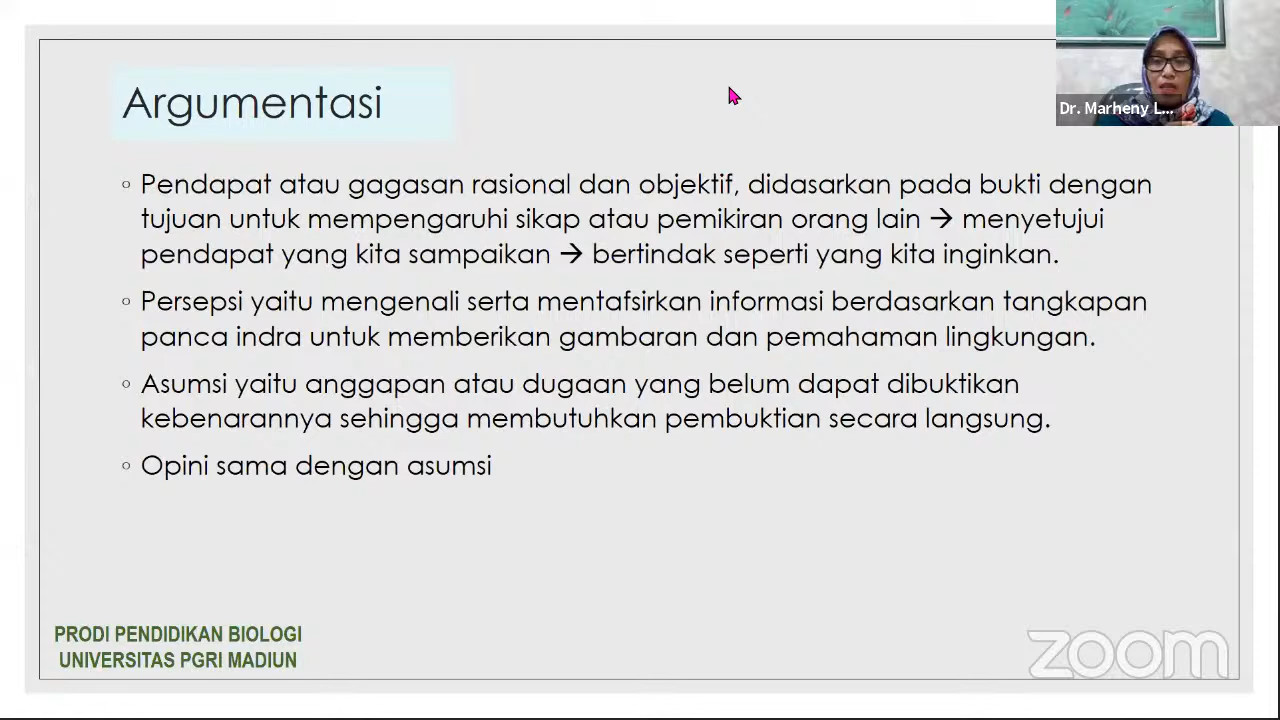 Argumentasi
Dr. Marheny L...
◦ Pendapat atau gagasan rasional dan objektif, didasarkan pada bukti dengan
tujuan untuk mempengaruhi sikap atau pemikiran orang lain → menyetujui
pendapat yang kita sampaikan → bertindak seperti yang kita inginkan.
◦ Persepsi yaitu mengenali serta mentafsirkan informasi berdasarkan tangkapan
panca indra untuk memberikan gambaran dan pemahaman lingkungan.
◦ Asumsi yaitu anggapan atau dugaan yang belum dapat dibuktikan
kebenarannya sehingga membutuhkan pembuktian secara langsung.
◦ Opini sama dengan asumsi
PRODI PENDIDIKAN BIOLOGI
UNIVERSITAS PGRI MADIUN
zoom